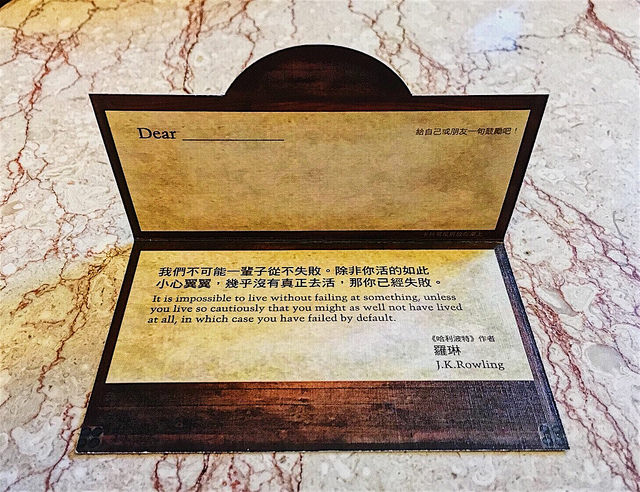 Dear
給自己或朋友一句鼓勵吧！
我們不可能一輩子從不失敗。除非你活的如此
小心翼翼，幾乎沒有真正去活，那你已經失敗。
It is impossible to live without failing at something, unless
you live so cautiously that you might as well not have lived
at all, in which case you have failed by default.
《哈利波特》作者
羅琳
J.K.Rowling